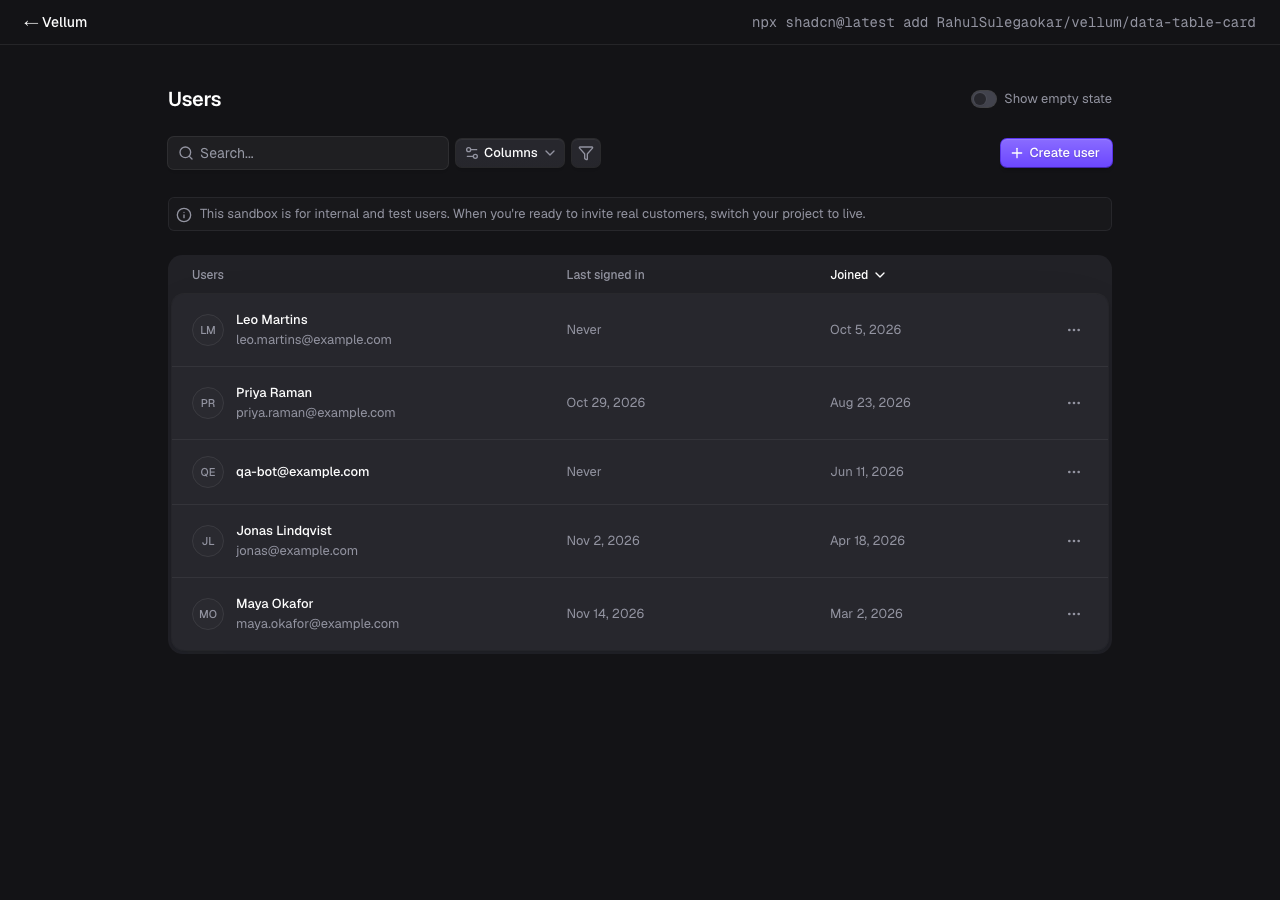 ← Vellum
npx shadcn@latest add RahulSulegaokar/vellum/data-table-card
Users
Show empty state
Search...
Columns
Create user
This sandbox is for internal and test users. When you're ready to invite real customers, switch your project to live.
Users Last signed in Joined
LM Leo Martins Never Oct 5, 2026
leo.martins@example.com
PR Priya Raman Oct 29, 2026 Aug 23, 2026
priya.raman@example.com
QE qa-bot@example.com Never Jun 11, 2026
JL Jonas Lindqvist Nov 2, 2026 Apr 18, 2026
jonas@example.com
MO Maya Okafor Nov 14, 2026 Mar 2, 2026
maya.okafor@example.com